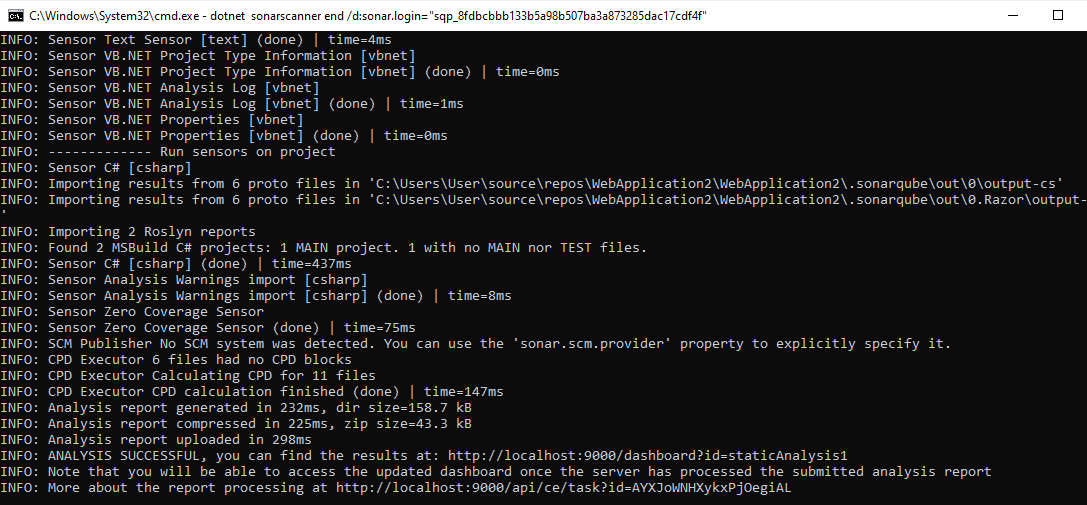 C:\Windows\System32\cmd.exe - dotnet sonarscanner end /d:sonar.login="sqp_8fdbcbbb133b5a98b507ba3a873285dac17cdf4f"
INFO: Sensor Text Sensor [text] (done) | time=4ms
INFO: Sensor VB.NET Project Type Information [vbnet]
INFO: Sensor VB.NET Project Type Information [vbnet] (done) | time=0ms
INFO: Sensor VB.NET Analysis Log [vbnet]
INFO: Sensor VB.NET Analysis Log [vbnet] (done) | time=1ms
INFO: Sensor VB.NET Properties [vbnet]
INFO: Sensor VB.NET Properties [vbnet] (done) | time=0ms
INFO: ------------- Run sensors on project
INFO: Sensor C# [csharp]
INFO: Importing results from 6 proto files in 'C:\Users\User\source\repos\WebApplication2\WebApplication2\.sonarqube\out\0\output-cs'
INFO: Importing results from 6 proto files in 'C:\Users\User\source\repos\WebApplication2\WebApplication2\.sonarqube\out\0.Razor\output-
'
INFO: Importing 2 Roslyn reports
INFO: Found 2 MSBuild C# projects: 1 MAIN project. 1 with no MAIN nor TEST files.
INFO: Sensor C# [csharp] (done) | time=437ms
INFO: Sensor Analysis Warnings import [csharp]
INFO: Sensor Analysis Warnings import [csharp] (done) | time=8ms
INFO: Sensor Zero Coverage Sensor
INFO: Sensor Zero Coverage Sensor (done) | time=75ms
INFO: SCM Publisher No SCM system was detected. You can use the 'sonar.scm.provider' property to explicitly specify it.
INFO: CPD Executor 6 files had no CPD blocks
INFO: CPD Executor Calculating CPD for 11 files
INFO: CPD Executor CPD calculation finished (done) | time=147ms
INFO: Analysis report generated in 232ms, dir size=158.7 kB
INFO: Analysis report compressed in 225ms, zip size=43.3 kB
INFO: Analysis report uploaded in 298ms
INFO: ANALYSIS SUCCESSFUL, you can find the results at: http://localhost:9000/dashboard?id=staticAnalysis1
INFO: Note that you will be able to access the updated dashboard once the server has processed the submitted analysis report
INFO: More about the report processing at http://localhost:9000/api/ce/task?id=AYXJoWNHXykxPjOegiAL